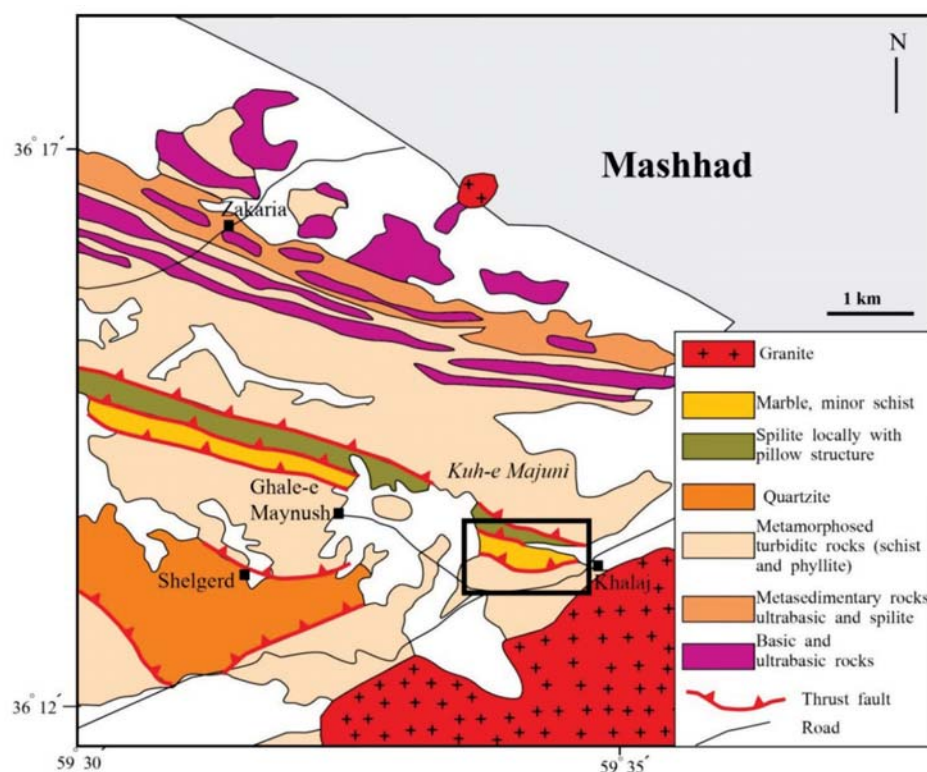 N
36° 17′
Mashhad
Zakaria
1 km
Granite
Marble, minor schist
Spilite locally with
pillow structure
Kuh-e Majuni
Ghale-e
Maynush
Quartzite
Metamorphosed
turbiditc rocks (schist
and phyllite)
Shelgerd
Khalaj
Metasedimentary rocks
ultrabasic and spilite
Basic and
ultrabasic rocks
Thrust fault
Road
36° 12′
59° 30′
59° 35′